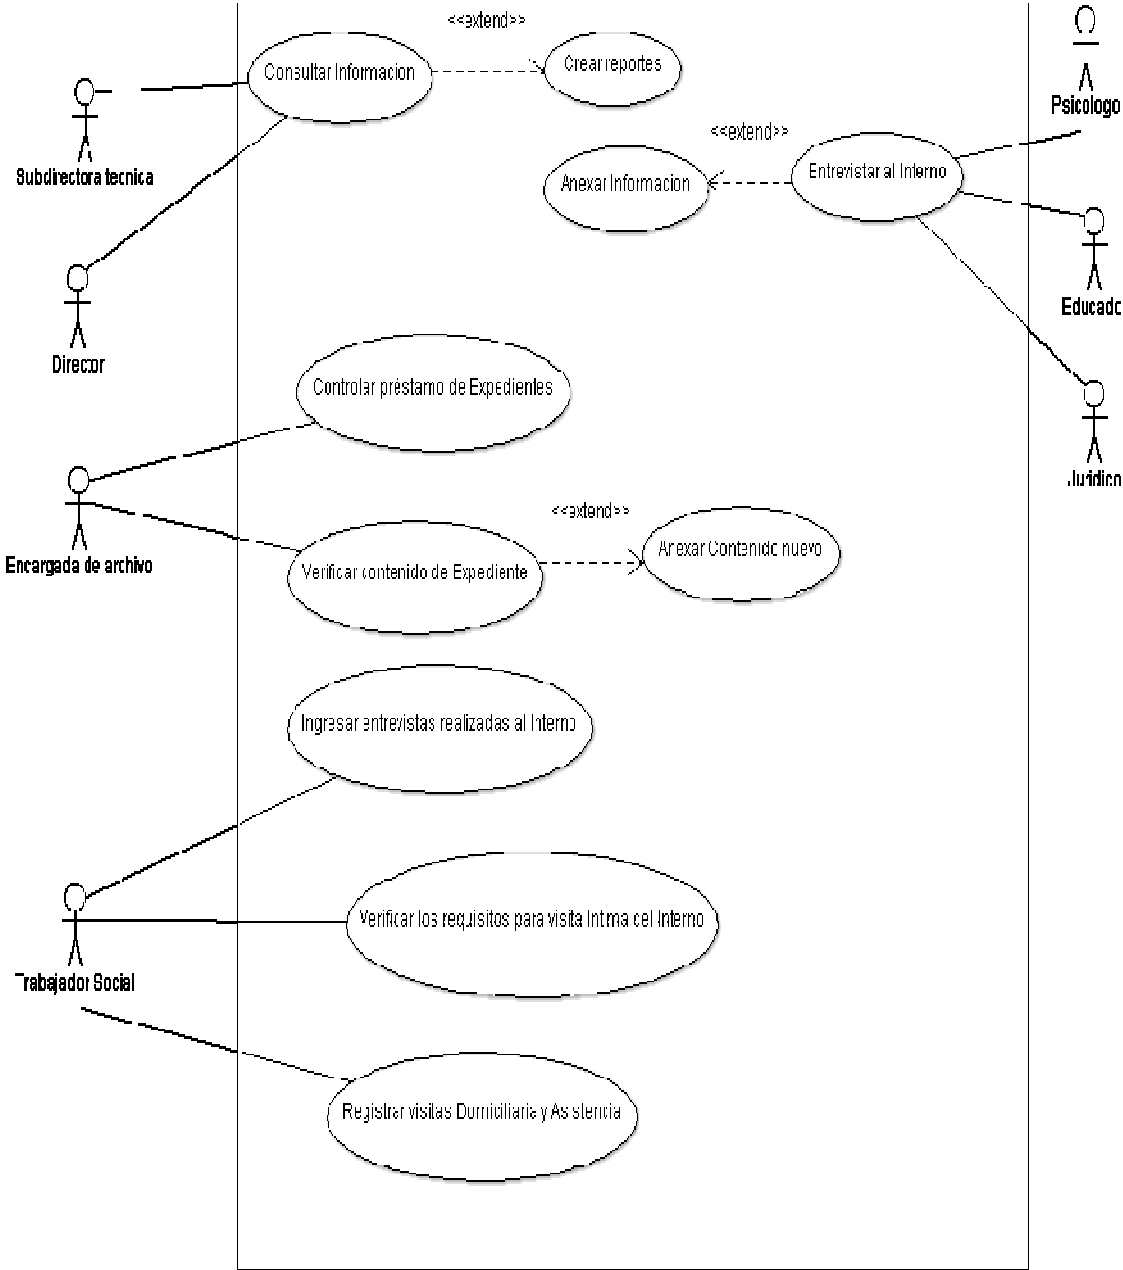 <<extend>>
Consultar Informacion
Crear reportes
Psicologo
<<extend>>
Subdirectora tecnica
Anexar Informacion
Entrevistar al Interno
Educado
Director
Controlar préstamo de Expedientes
Juridico
<<extend>>
Encargada de archivo
Verificar contenido de Expediente
Anexar Contenido nuevo
Ingresar entrevistas realizadas al Interno
Verificar los requisitos para visita Intima del Interno
Trabajador Social
Registrar visitas Domiciliaria y Asistencia